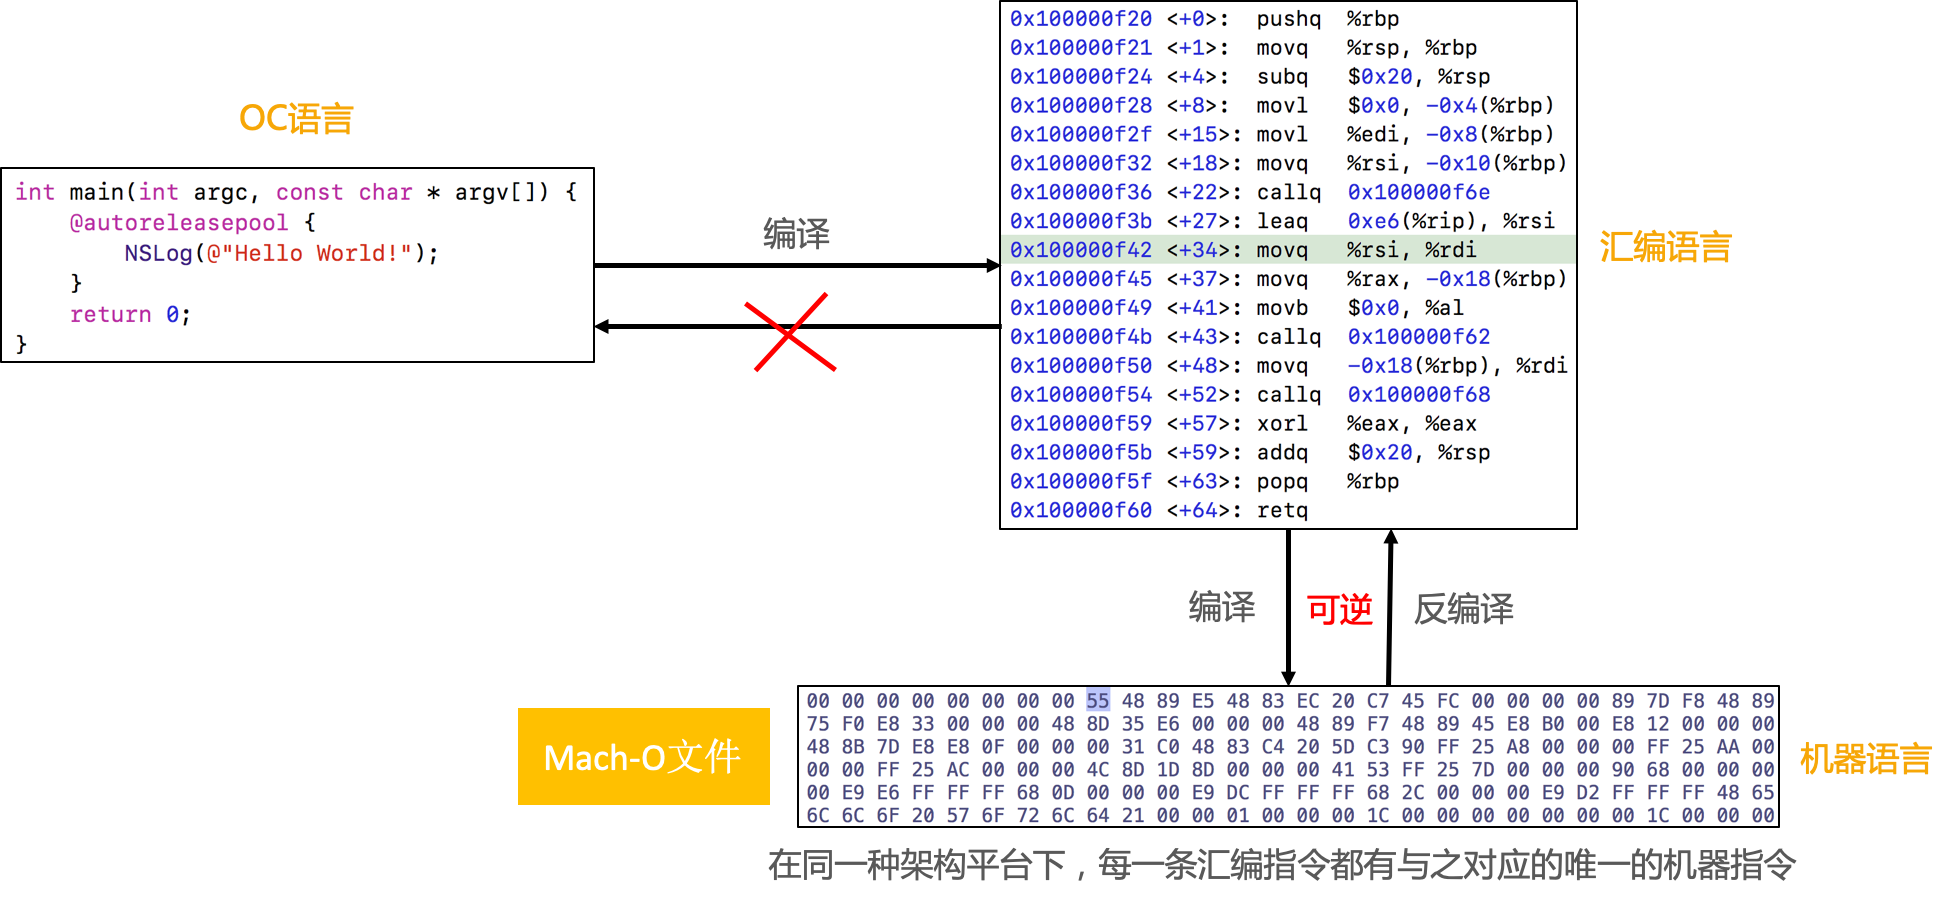 OC语言
int main(int argc, const char * argv[]) {
@autoreleasepool {
NSLog(@"Hello World!");
}
return 0;
}
编译
0x100000f20 <+0>: pushq %rbp
0x100000f21 <+1>: movq %rsp, %rbp
0x100000f24 <+4>: subq $0x20, %rsp
0x100000f28 <+8>: movl $0x0, -0x4(%rbp)
0x100000f2f <+15>: movl %edi, -0x8(%rbp)
0x100000f32 <+18>: movq %rsi, -0x10(%rbp)
0x100000f36 <+22>: callq 0x100000f6e
0x100000f3b <+27>: leaq 0xe6(%rip), %rsi
0x100000f42 <+34>: movq %rsi, %rdi
0x100000f45 <+37>: movq %rax, -0x18(%rbp)
0x100000f49 <+41>: movb $0x0, %al
0x100000f4b <+43>: callq 0x100000f62
0x100000f50 <+48>: movq -0x18(%rbp), %rdi
0x100000f54 <+52>: callq 0x100000f68
0x100000f59 <+57>: xorl %eax, %eax
0x100000f5b <+59>: addq $0x20, %rsp
0x100000f5f <+63>: popq %rbp
0x100000f60 <+64>: retq
汇编语言
编译 可逆 反编译
Mach-O文件
00 00 00 00 00 00 00 00 55 48 89 E5 48 83 EC 20 C7 45 FC 00 00 00 00 89 7D F8 48 89
75 F0 E8 33 00 00 00 48 8D 35 E6 00 00 00 48 89 F7 48 89 45 E8 B0 00 E8 12 00 00 00
48 8B 7D E8 E8 0F 00 00 00 31 C0 48 83 C4 20 5D C3 90 FF 25 A8 00 00 00 FF 25 AA 00
00 00 FF 25 AC 00 00 00 4C 8D 1D 8D 00 00 00 41 53 FF 25 7D 00 00 00 90 68 00 00 00
00 E9 E6 FF FF FF 68 0D 00 00 00 E9 DC FF FF FF 68 2C 00 00 00 E9 D2 FF FF FF 48 65
6C 6C 6F 20 57 6F 72 6C 64 21 00 00 01 00 00 00 1C 00 00 00 00 00 00 00 1C 00 00 00
机器语言
在同一种架构平台下，每一条汇编指令都有与之对应的唯一的机器指令